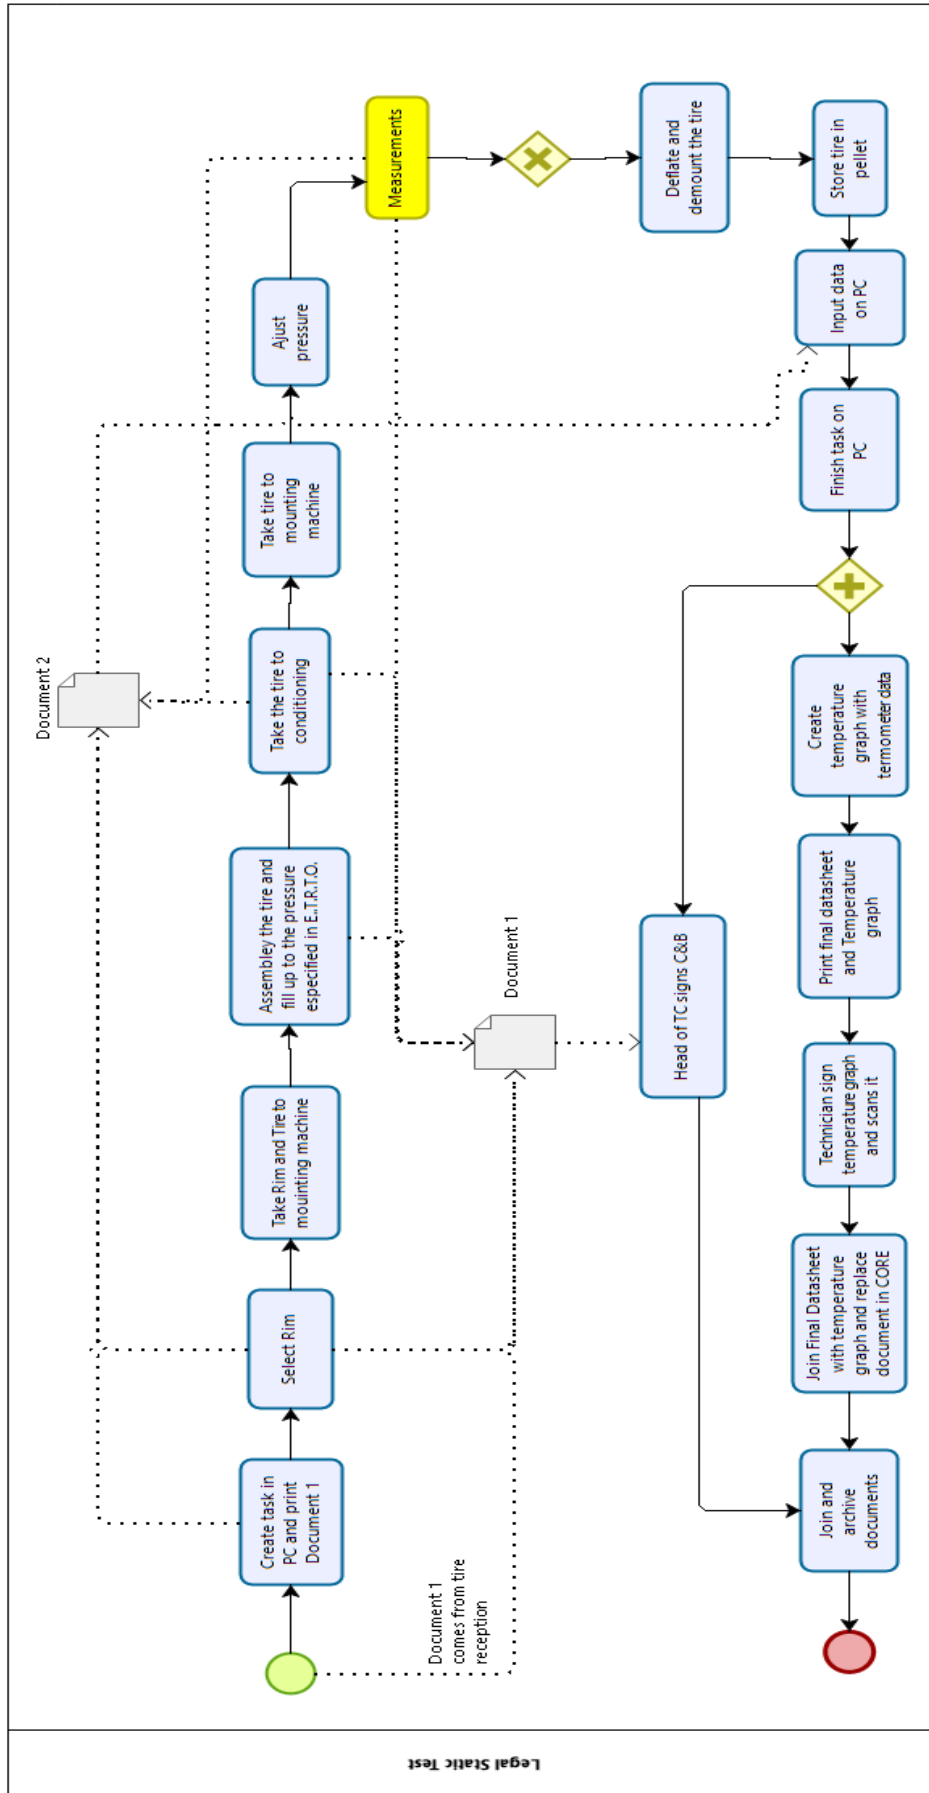 Legal Static Test
Document 1
comes from tire
reception
Create task in
PC and print
Document 1
Select Rim
Take Rim and Tire to
mouinting machine
Assembley the tire and
fill up to the pressure
especified in E.T.R.T.O.
Take the tire to
conditioning
Take tire to
mounting
machine
Ajust
pressure
Measurements
Document 2
Document 1
Deflate and
demount the tire
Store tire in
pellet
Input data
on PC
Finish task on
PC
Head of TC signs C&B
Create
temperature
graph with
termometer data
Print final datasheet
and Temperature
graph
Technician sign
temperature graph
and scans it
Join Final Datasheet
with temperature
graph and replace
document in CORE
Join and
archive
documents